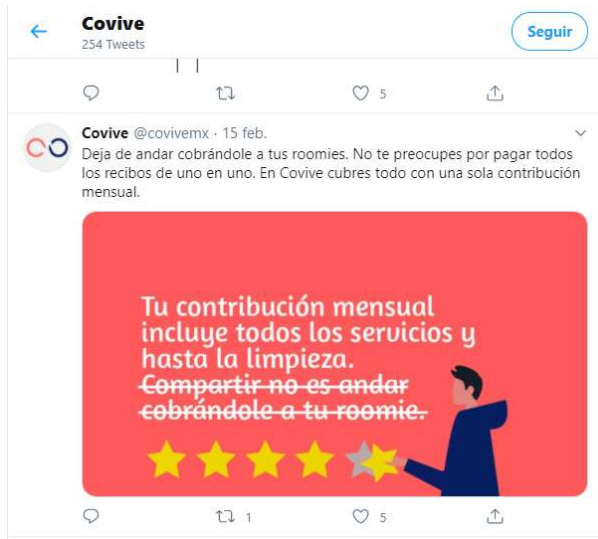 Covive
254 Tweets
Seguir
5
Covive @covivemx · 15 feb.
Deja de andar cobrándole a tus roomies. No te preocupes por pagar todos
los recibos de uno en uno. En Covive cubres todo con una sola contribución
mensual.
Tu contribución mensual
incluye todos los servicios y
hasta la limpieza.
Compartir no es andar
cobrándole a tu roomie.
1
5